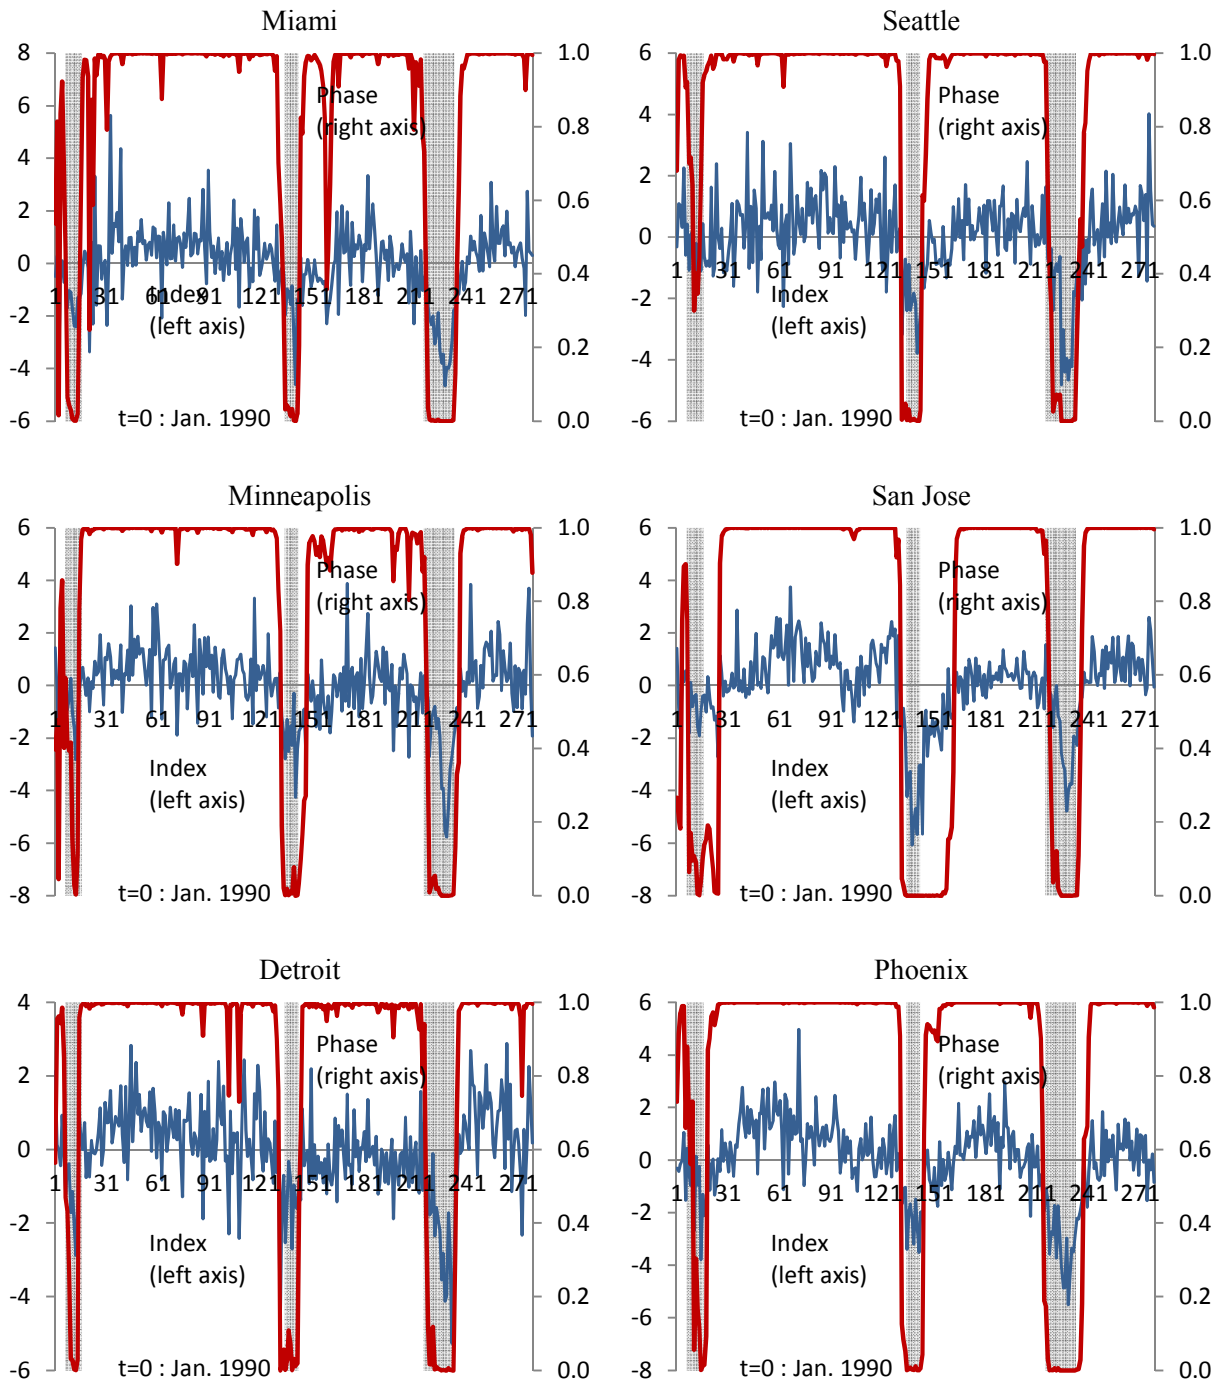 Miami
8
6
4
2
0
-2
-4
-6
1.0
0.8
0.6
0.4
0.2
0.0
1 31 61 91 121 151 181 211 241 271
Phase
(right axis)
Index
(left axis)
t=0 : Jan. 1990
Seattle
6
4
2
0
-2
-4
-6
1.0
0.8
0.6
0.4
0.2
0.0
1 31 61 91 121 151 181 211 241 271
Phase
(right axis)
Index
(left axis)
t=0 : Jan. 1990
Minneapolis
6
4
2
0
-2
-4
-6
-8
1.0
0.8
0.6
0.4
0.2
0.0
1 31 61 91 121 151 181 211 241 271
Phase
(right axis)
Index
(left axis)
t=0 : Jan. 1990
San Jose
6
4
2
0
-2
-4
-6
-8
1.0
0.8
0.6
0.4
0.2
0.0
1 31 61 91 121 151 181 211 241 271
Phase
(right axis)
Index
(left axis)
t=0 : Jan. 1990
Detroit
4
2
0
-2
-4
-6
1.0
0.8
0.6
0.4
0.2
0.0
1 31 61 91 121 151 181 211 241 271
Phase
(right axis)
Index
(left axis)
t=0 : Jan. 1990
Phoenix
6
4
2
0
-2
-4
-6
-8
1.0
0.8
0.6
0.4
0.2
0.0
1 31 61 91 121 151 181 211 241 271
Phase
(right axis)
Index
(left axis)
t=0 : Jan. 1990